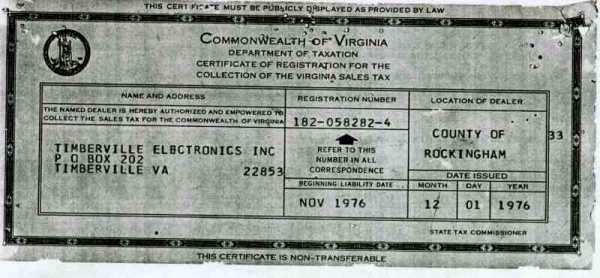 THIS CERTIFICATE MUST BE PUBLICLY DISPLAYED AS PROVIDED BY LAW
COMMONWEALTH OF VIRGINIA
DEPARTMENT OF TAXATION
CERTIFICATE OF REGISTRATION FOR THE
COLLECTION OF THE VIRGINIA SALES TAX
NAME AND ADDRESS
REGISTRATION NUMBER
LOCATION OF DEALER
THE NAMED DEALER IS HEREBY AUTHORIZED AND EMPOWERED TO
COLLECT THE SALES TAX FOR THE COMMONWEALTH OF VIRGINIA
182-058282-4
COUNTY OF 33
ROCKINGHAM
TIMBERVILLE ELECTRONICS INC
P O BOX 202
TIMBERVILLE VA 22853
REFER TO THIS
NUMBER IN ALL
CORRESPONDENCE
DATE ISSUED
BEGINNING LIABILITY DATE
MONTH DAY YEAR
NOV 1976
12 01 1976
STATE TAX COMMISSIONER
THIS CERTIFICATE IS NON-TRANSFERABLE